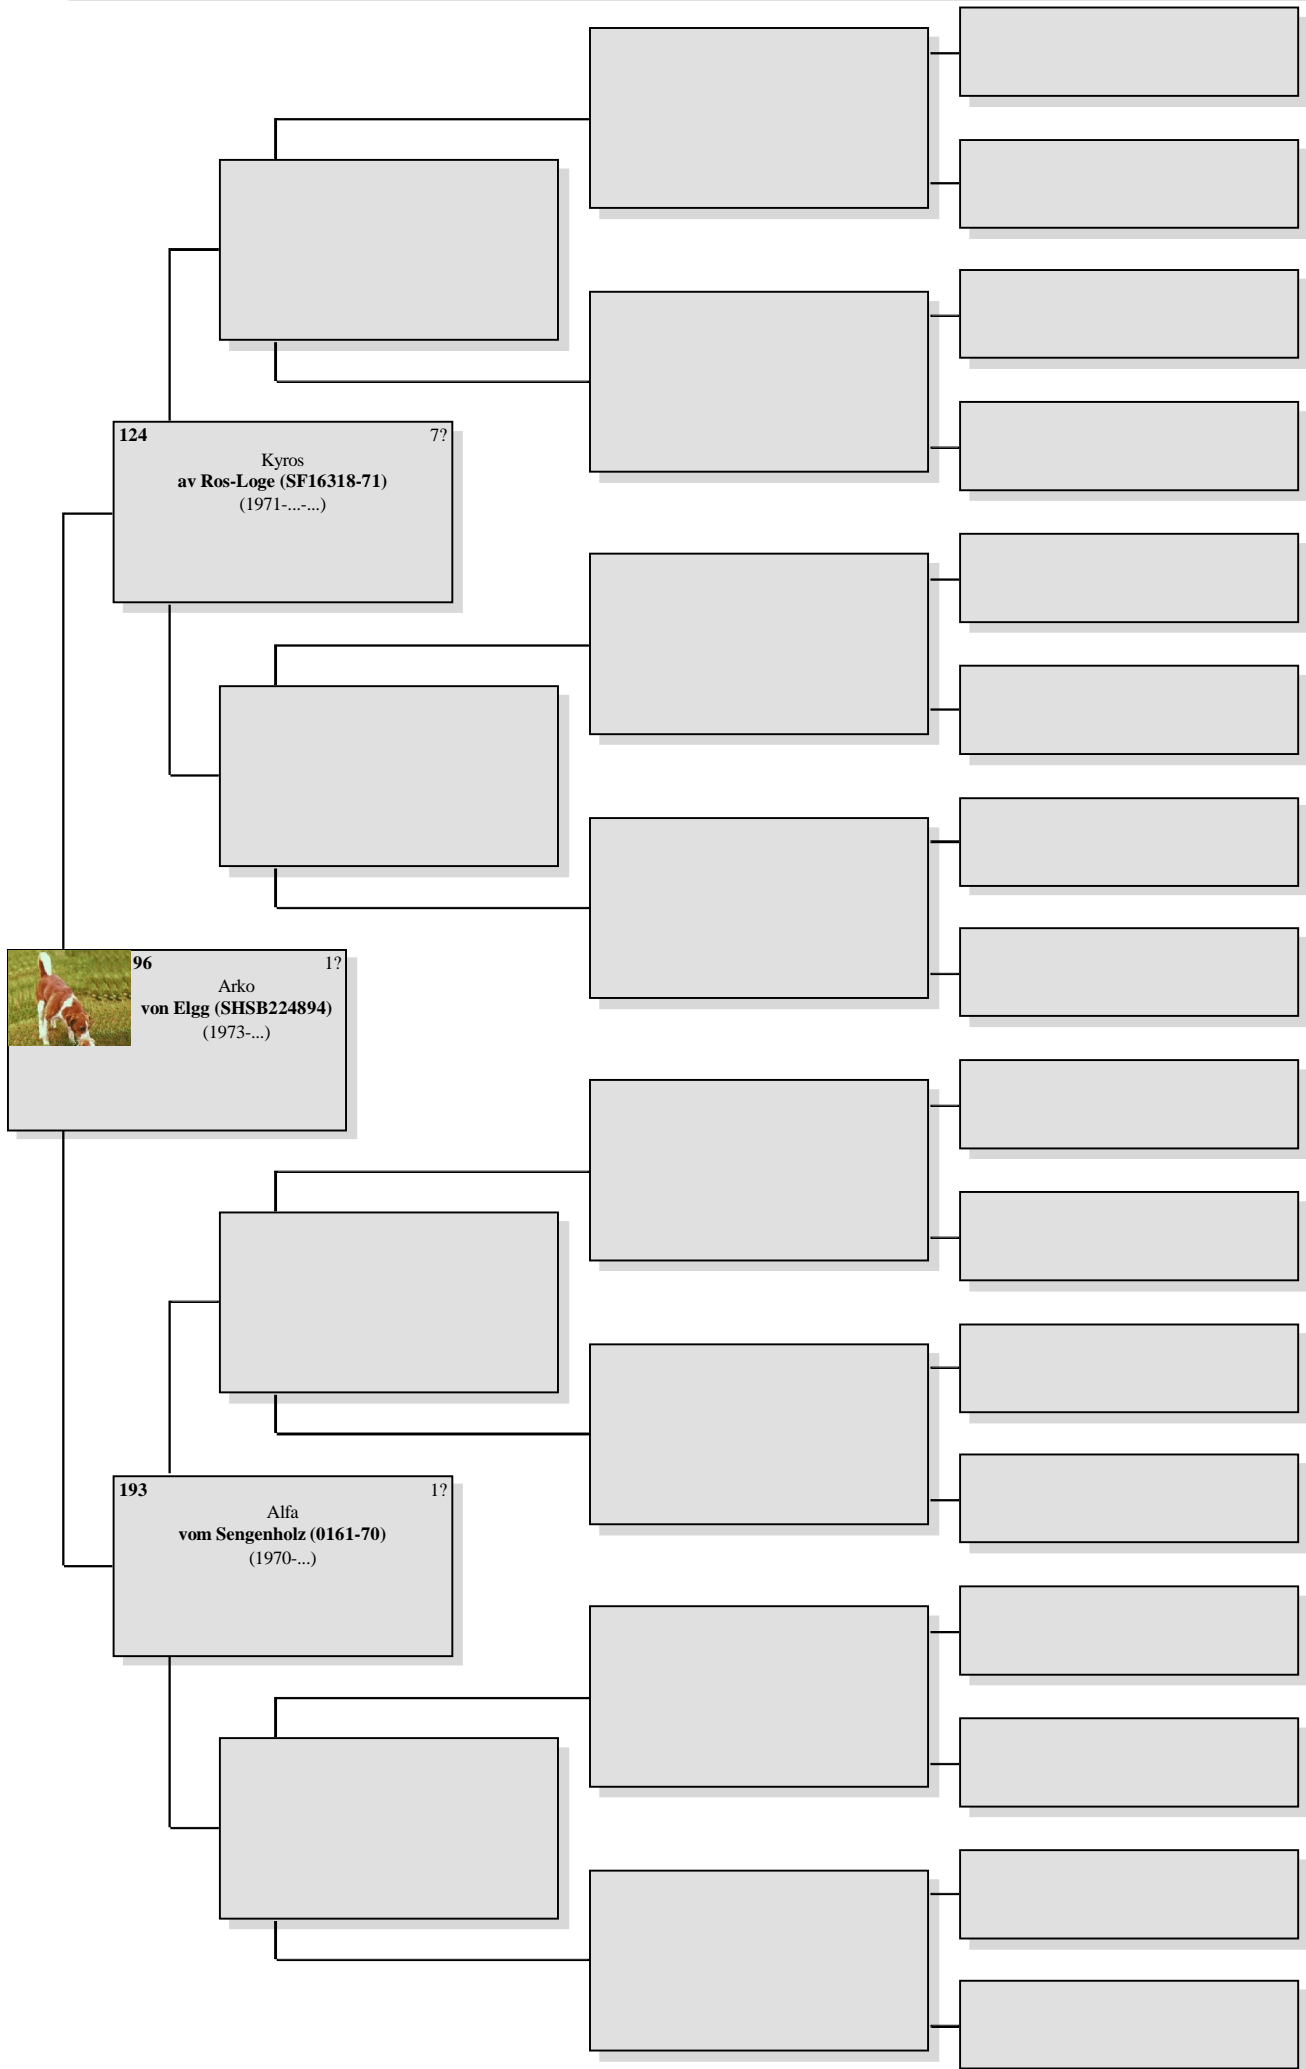 124 7?
Kyros
av Ros-Loge (SF16318-71)
(1971-...-...)
96 1?
Arko
von Elgg (SHSB224894)
(1973-...)
193 1?
Alfa
vom Sengenholz (0161-70)
(1970-...)